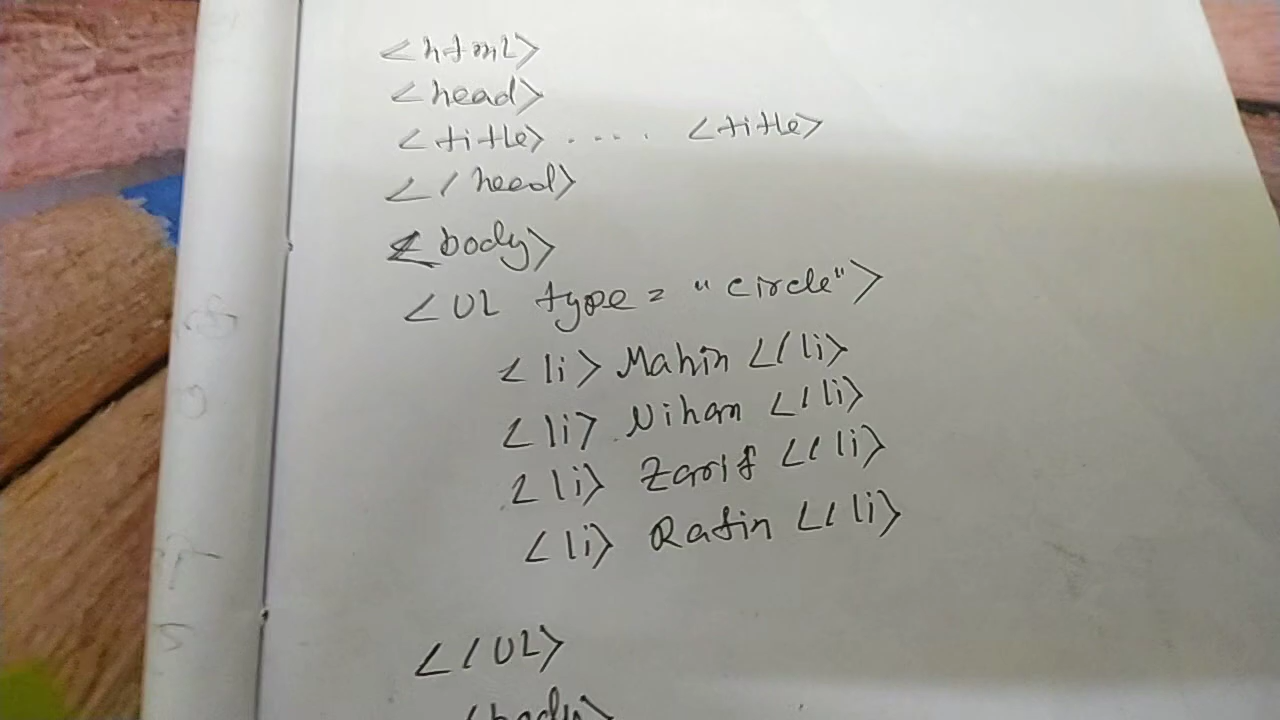 <html>
<head>
<title> ..... <title>
</head>
<body>
<UL type = "circle">
<li> Mahin </li>
<li> Nihan </li>
<li> Zarif </li>
<li> Rafin </li>
</UL>
</body>